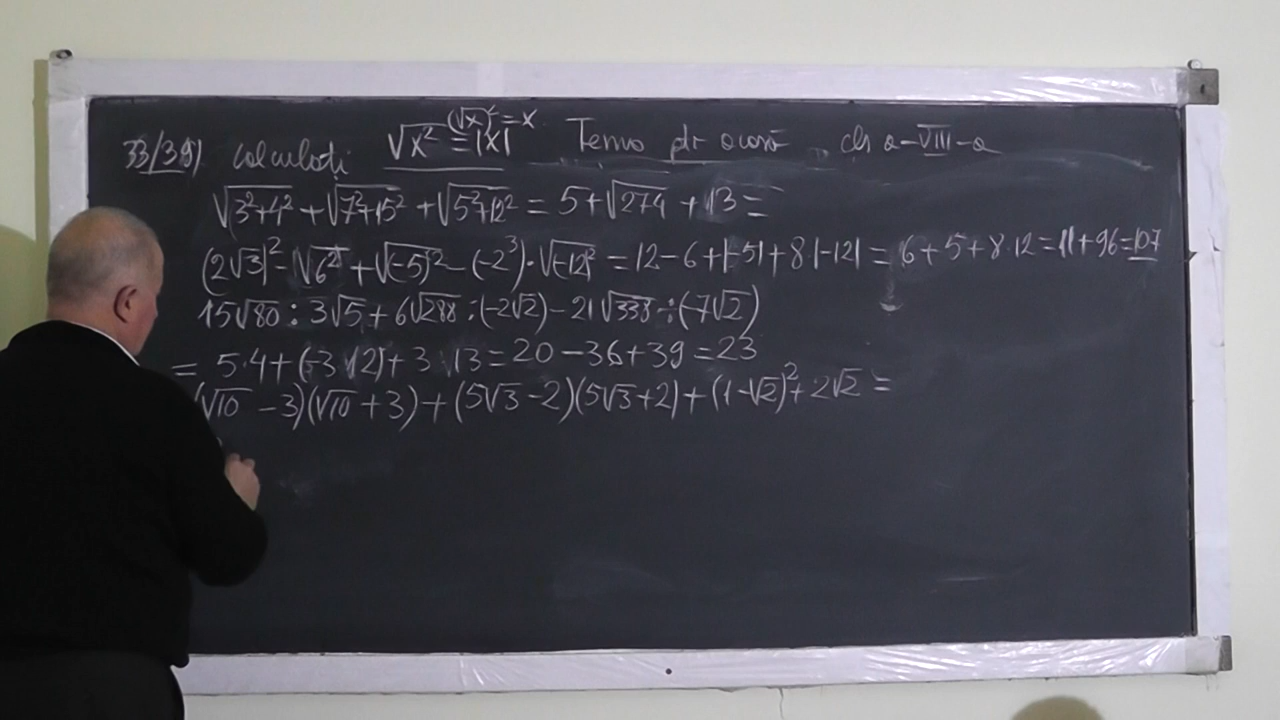 33/39) Calculați √x² = |x| (√x)² = x. Temă pt acasă cls a-VIII-a
√3²+4² + √7²+15² + √5²+12² = 5+√274 + 13 =
(2√3)² - √6² + √(-5)² - (-2³)·√(-12)² = 12-6+|-5|+8·|-12| = 6+5+8·12=11+96=107
15√80 : 3√5 + 6√288 :(-2√2) - 21√338 :(-7√2)
= 5·4+(-3·12)+3·13=20-36+39=23
(√10 -3)(√10 +3)+(5√3-2)(5√3+2)+(1-√2)²+2√2 =